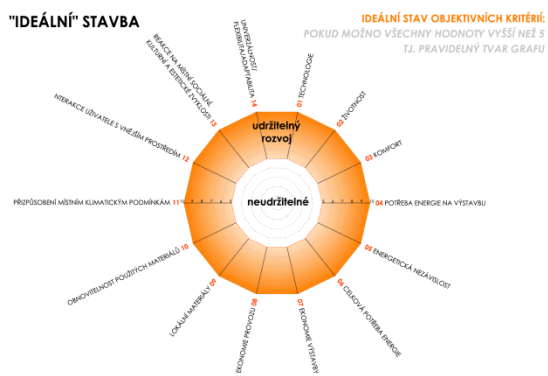 "IDEÁLNÍ" STAVBA
IDEÁLNÍ STAV OBJEKTIVNÍCH KRITÉRIÍ:
POKUD MOŽNO VŠECHNY HODNOTY VYŠŠÍ NEŽ 5
TJ. PRAVIDELNÝ TVAR GRAFU
01 TECHNOLOGIE
02 ŽIVOTNOST
03 KOMFORT
04 POTŘEBA ENERGIE NA VÝSTAVBU
05 ENERGETICKÁ NEZÁVISLOST
06 CELKOVÁ POTŘEBA ENERGIE
07 EKONOMIE VÝSTAVBY
EKONOMIE PROVOZU 08
LOKÁLNÍ MATERIÁLY 09
OBNOVITELNOST POUŽITÝCH MATERIÁLŮ 10
PŘIZPŮSOBENÍ MÍSTNÍM KLIMATICKÝM PODMÍNKÁM 11
INTERAKCE UŽIVATELE S VNĚJŠÍM PROSTŘEDÍM 12
REAKCE NA MÍSTNÍ SOCIÁLNÍ,
KULTURNÍ A ESTETICKÉ ZVYKLOSTI 13
UNIVERZÁLNOST/
FLEXIBILITA/ADAPTABILITA 14
udržitelný
rozvoj
neudržitelné